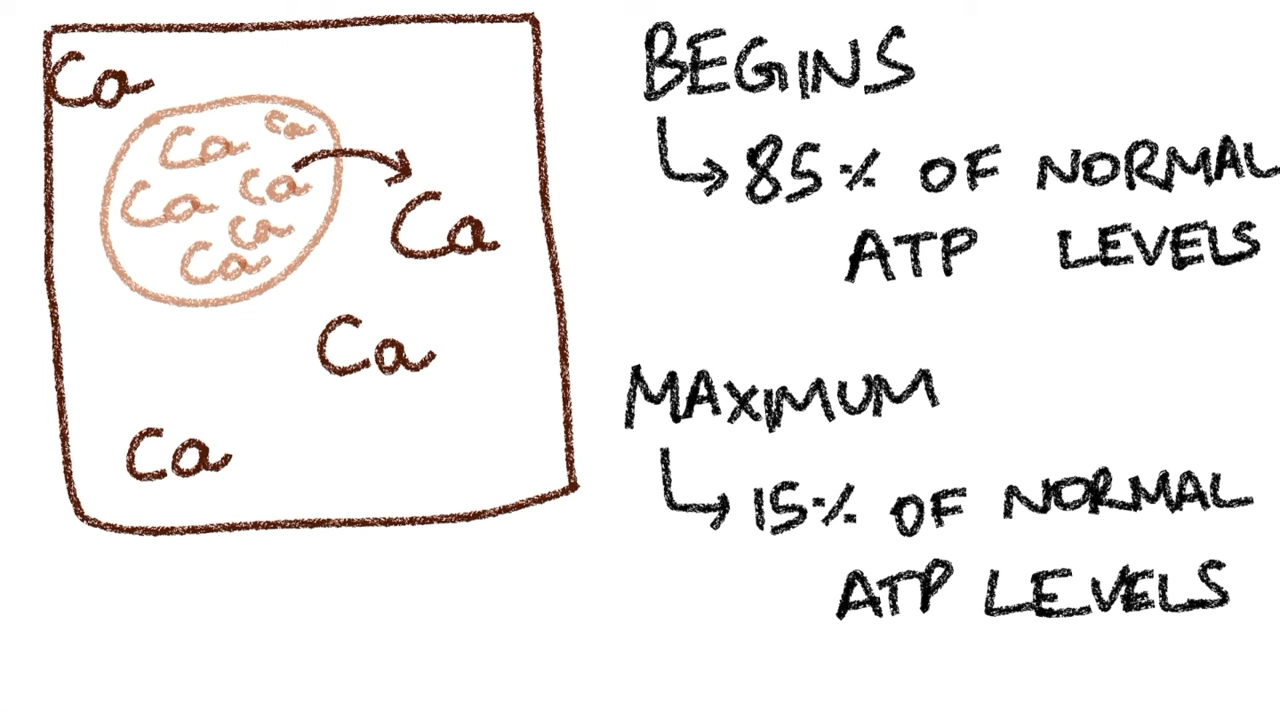 Ca
Ca ca
Ca Ca
Ca
Ca
Ca
Ca
Ca
BEGINS
↳ 85% OF NORMAL
ATP LEVELS
MAXIMUM
↳ 15% OF NORMAL
ATP LEVELS